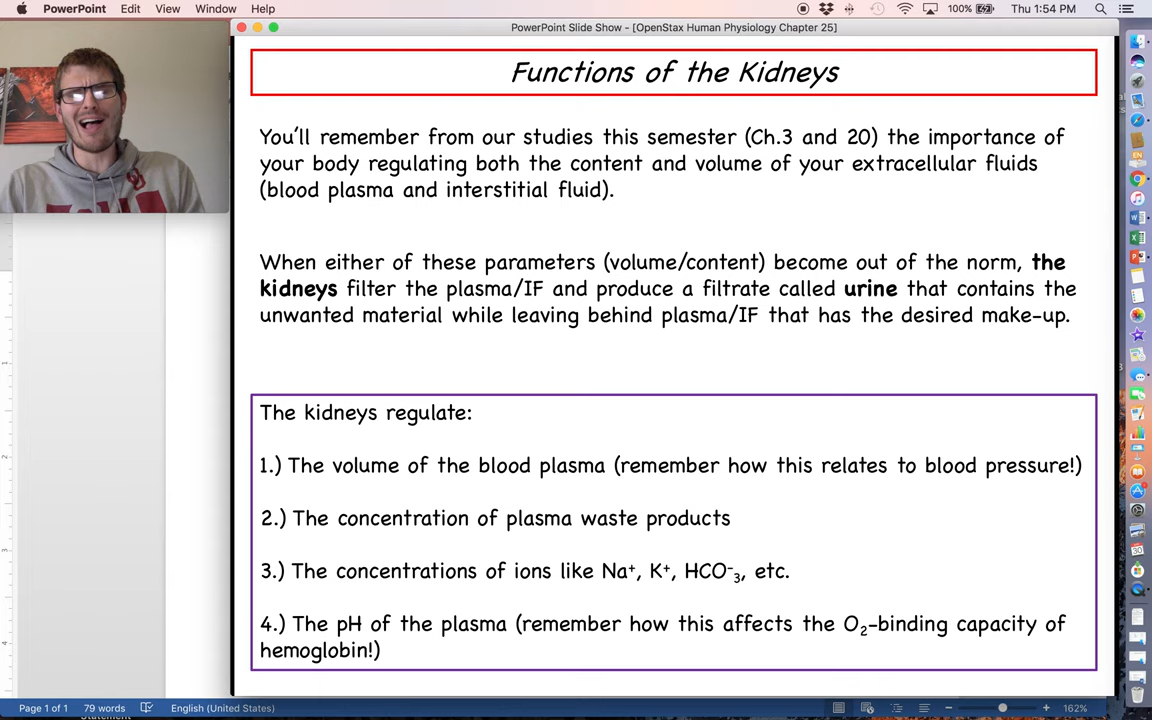 PowerPoint Edit View Window Help 100% Thu 1:54 PM
PowerPoint Slide Show - [OpenStax Human Physiology Chapter 25]
Functions of the Kidneys
You'll remember from our studies this semester (Ch.3 and 20) the importance of
your body regulating both the content and volume of your extracellular fluids
(blood plasma and interstitial fluid).
When either of these parameters (volume/content) become out of the norm, the
kidneys filter the plasma/IF and produce a filtrate called urine that contains the
unwanted material while leaving behind plasma/IF that has the desired make-up.
The kidneys regulate:
1.) The volume of the blood plasma (remember how this relates to blood pressure!)
2.) The concentration of plasma waste products
3.) The concentrations of ions like Na⁺, K⁺, HCO⁻₃, etc.
4.) The pH of the plasma (remember how this affects the O₂-binding capacity of
hemoglobin!)
Page 1 of 1 79 words English (United States) 162%